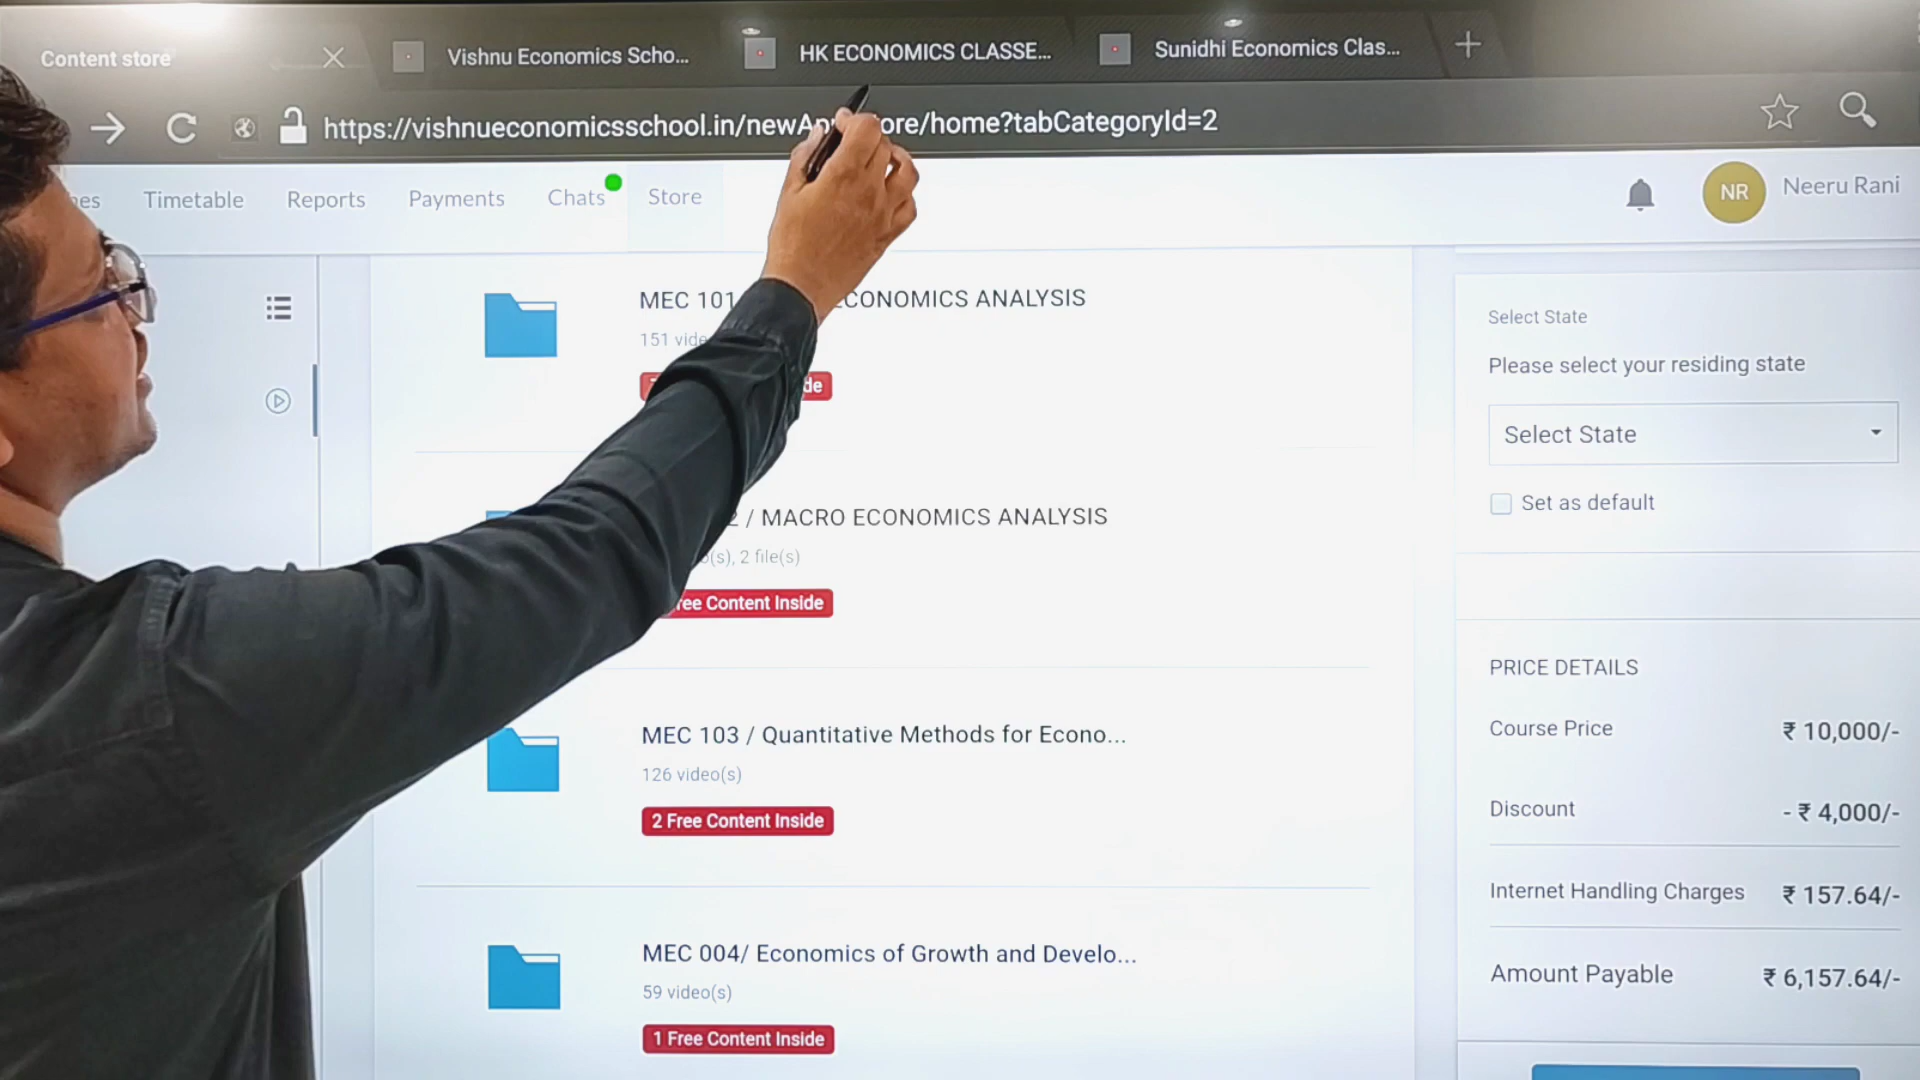 Content store
Vishnu Economics Scho...
HK ECONOMICS CLASSE...
Sunidhi Economics Clas...
https://vishnueconomicsschool.in/newAp ore/home?tabCategoryId=2
Timetable
Reports
Payments
Chats
Store
NR
Neeru Rani
MEC 101 CONOMICS ANALYSIS
151 vide
de
2 / MACRO ECONOMICS ANALYSIS
o(s), 2 file(s)
ree Content Inside
MEC 103 / Quantitative Methods for Econo...
126 video(s)
2 Free Content Inside
MEC 004/ Economics of Growth and Develo...
59 video(s)
1 Free Content Inside
Select State
Please select your residing state
Select State
Set as default
PRICE DETAILS
Course Price ₹ 10,000/-
Discount - ₹ 4,000/-
Internet Handling Charges ₹ 157.64/-
Amount Payable ₹ 6,157.64/-